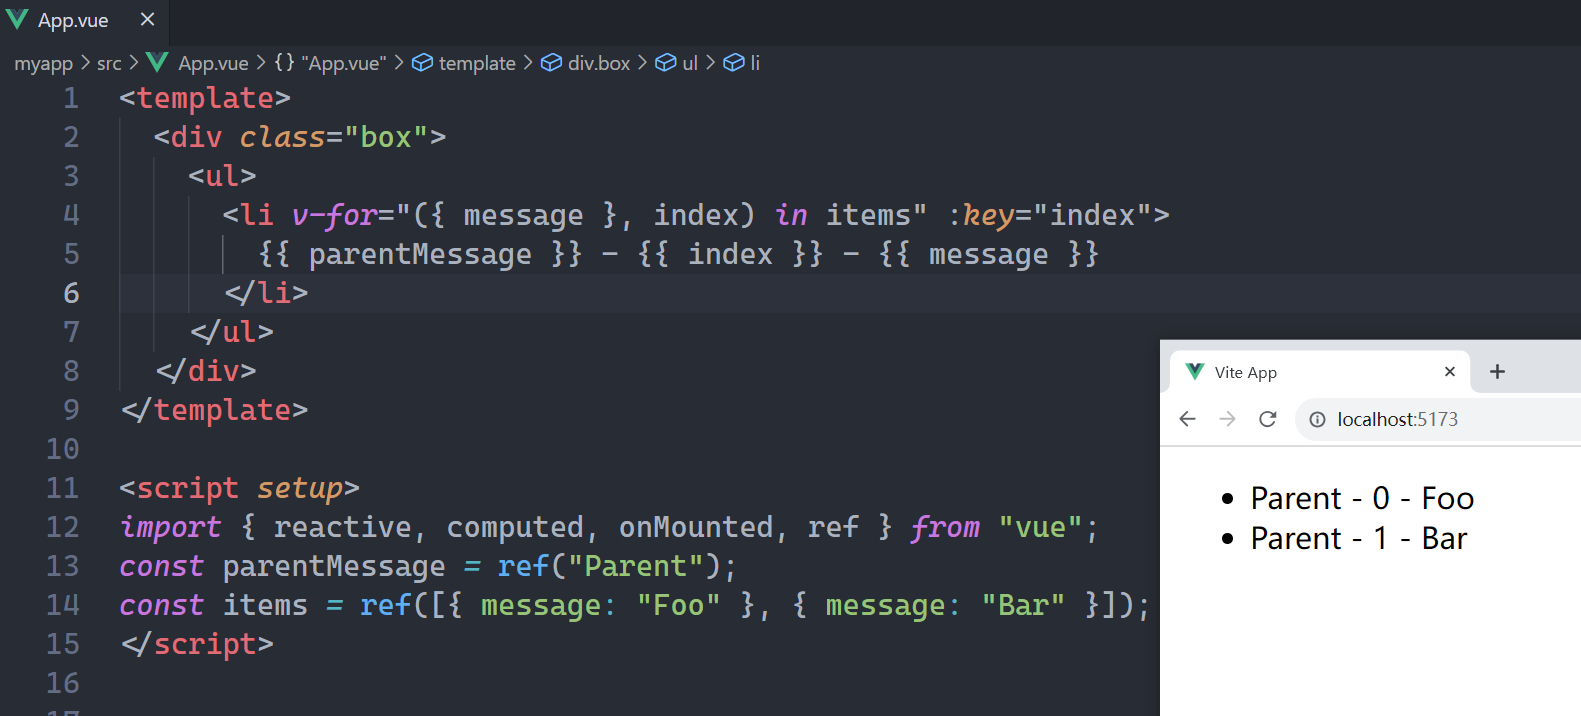 App.vue
myapp > src > App.vue > {} "App.vue" > template > div.box > ul > li
1 <template>
2 <div class="box">
3 <ul>
4 <li v-for="({ message }, index) in items" :key="index">
5 {{ parentMessage }} - {{ index }} - {{ message }}
6 </li>
7 </ul>
8 </div>
9 </template>
10
11 <script setup>
12 import { reactive, computed, onMounted, ref } from "vue";
13 const parentMessage = ref("Parent");
14 const items = ref([{ message: "Foo" }, { message: "Bar" }]);
15 </script>
16
17
Vite App
localhost:5173
• Parent - 0 - Foo
• Parent - 1 - Bar